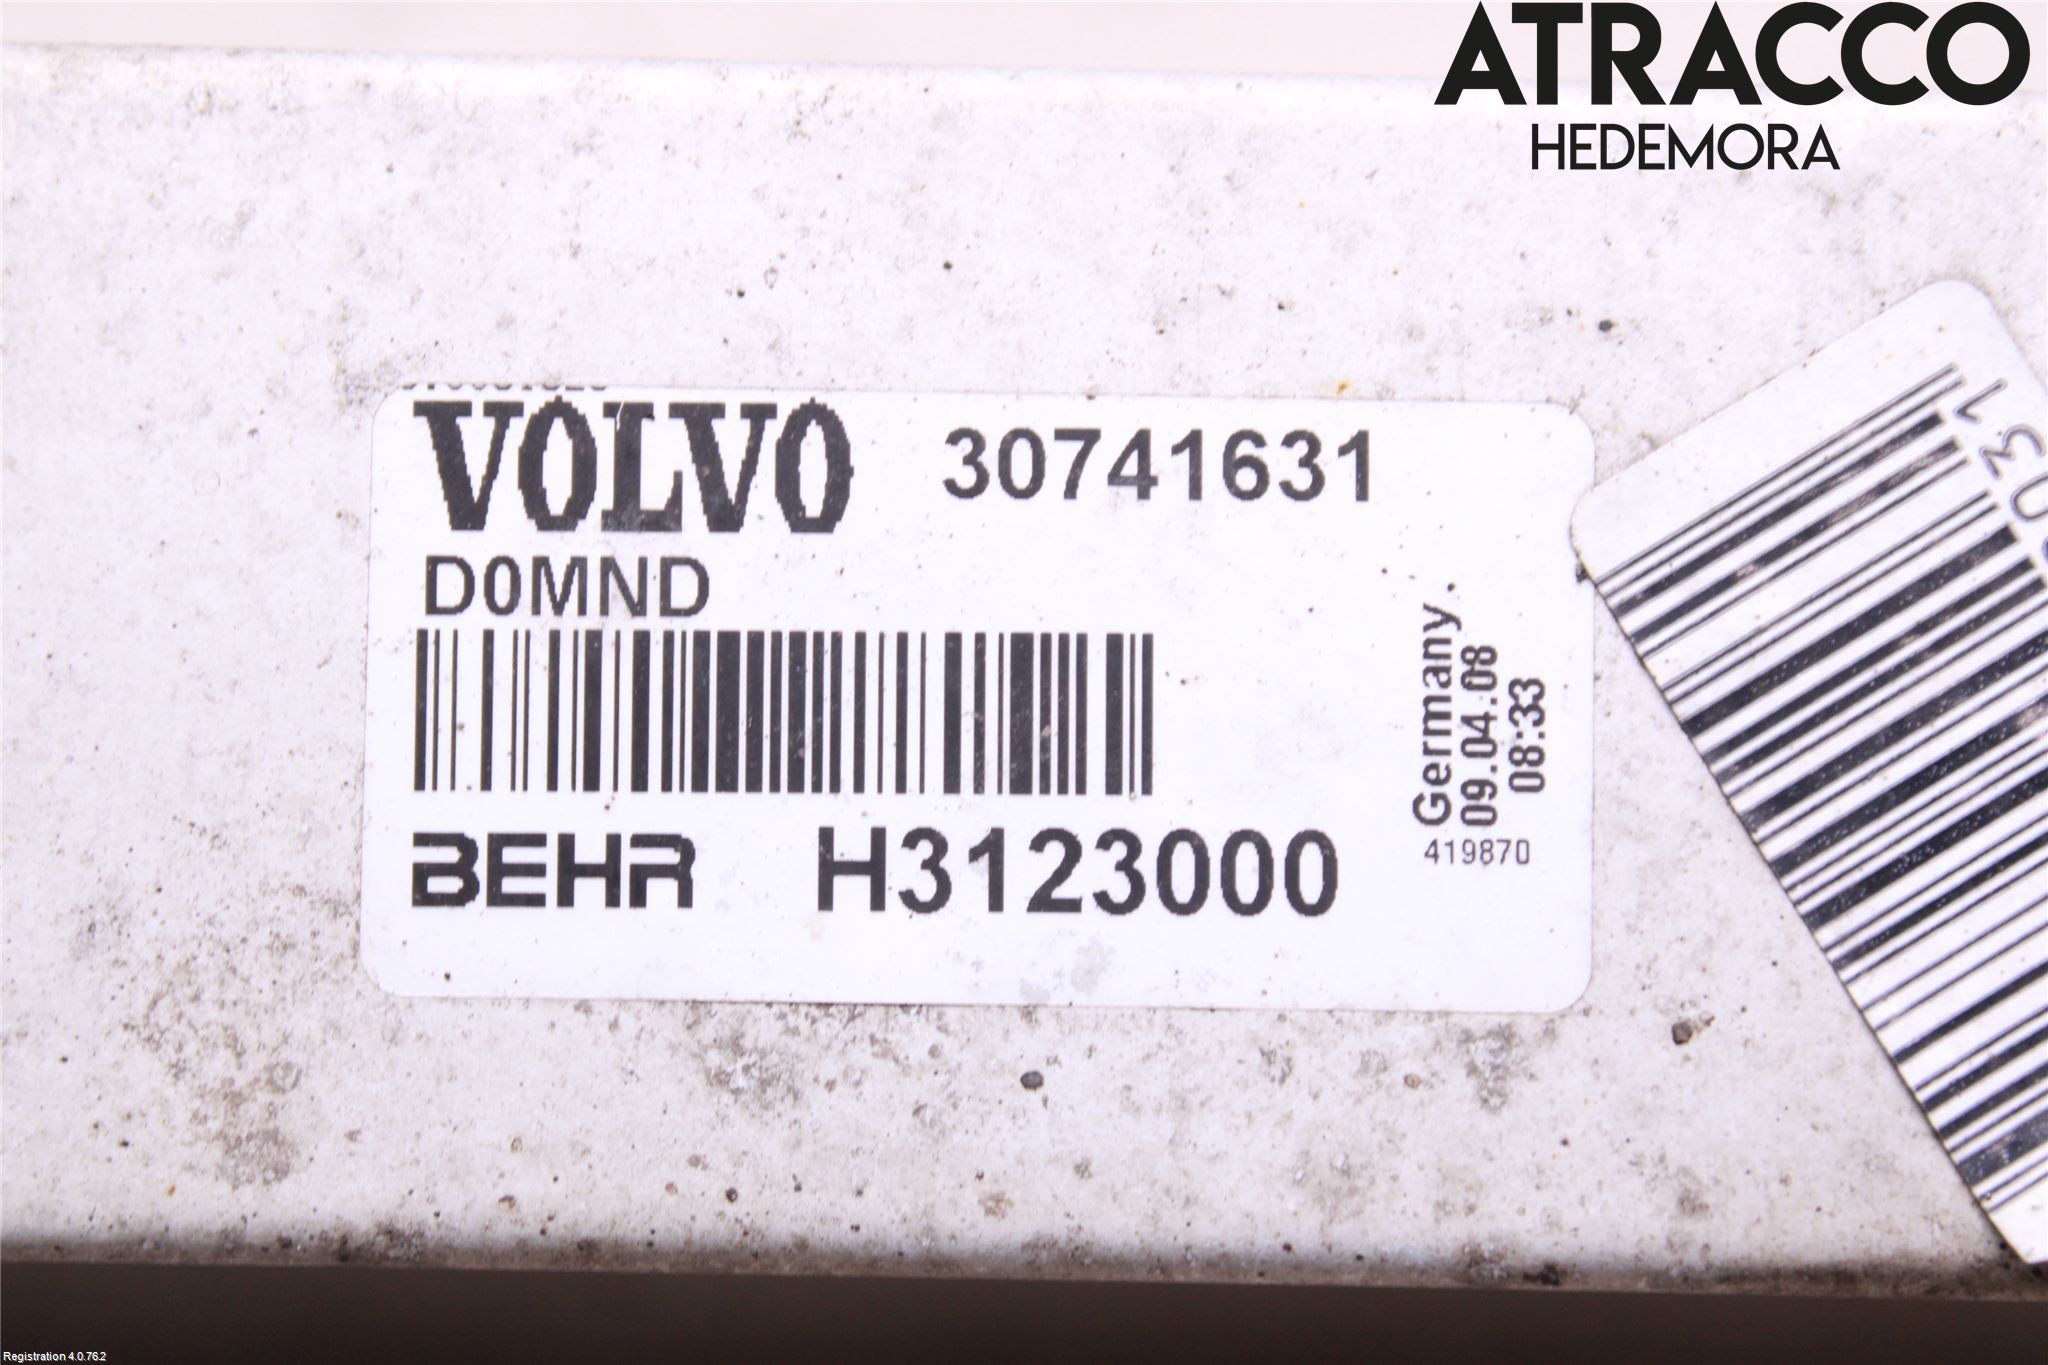 ATRACCO
HEDEMORA
VOLVO 30741631
D0MND
BEHR H3123000
Germany.
09.04.08
08:33
419870
Registration 4.0.76.2